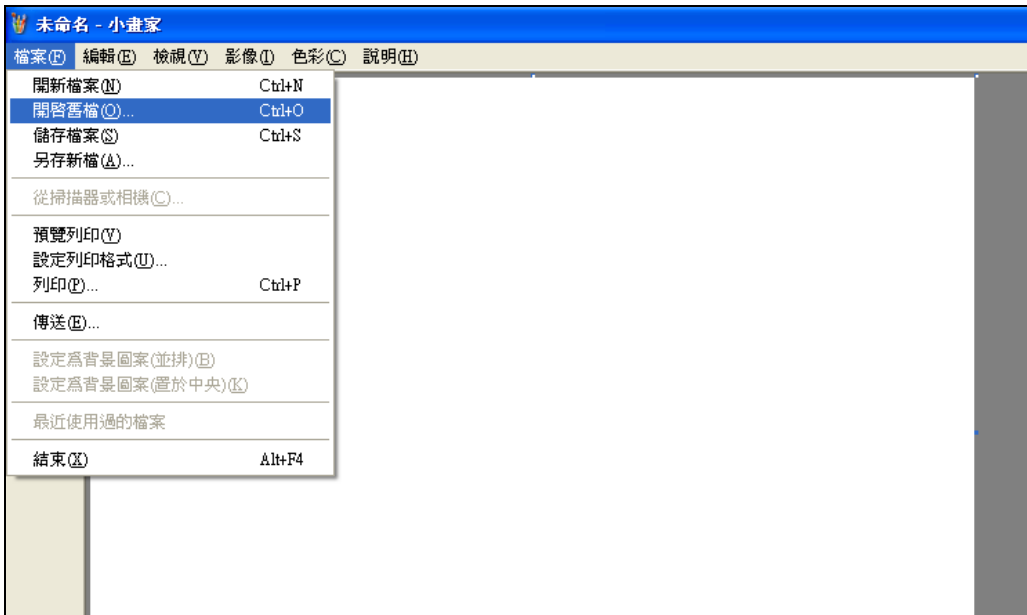 未命名 - 小畫家
檔案(F) 編輯(E) 檢視(V) 影像(I) 色彩(C) 說明(H)
開新檔案(N) Ctrl+N
開啓舊檔(O)... Ctrl+O
儲存檔案(S) Ctrl+S
另存新檔(A)...
從掃描器或相機(C)...
預覽列印(V)
設定列印格式(U)...
列印(P)... Ctrl+P
傳送(E)...
設定爲背景圖案(並排)(B)
設定爲背景圖案(置於中央)(K)
最近使用過的檔案
結束(X) Alt+F4